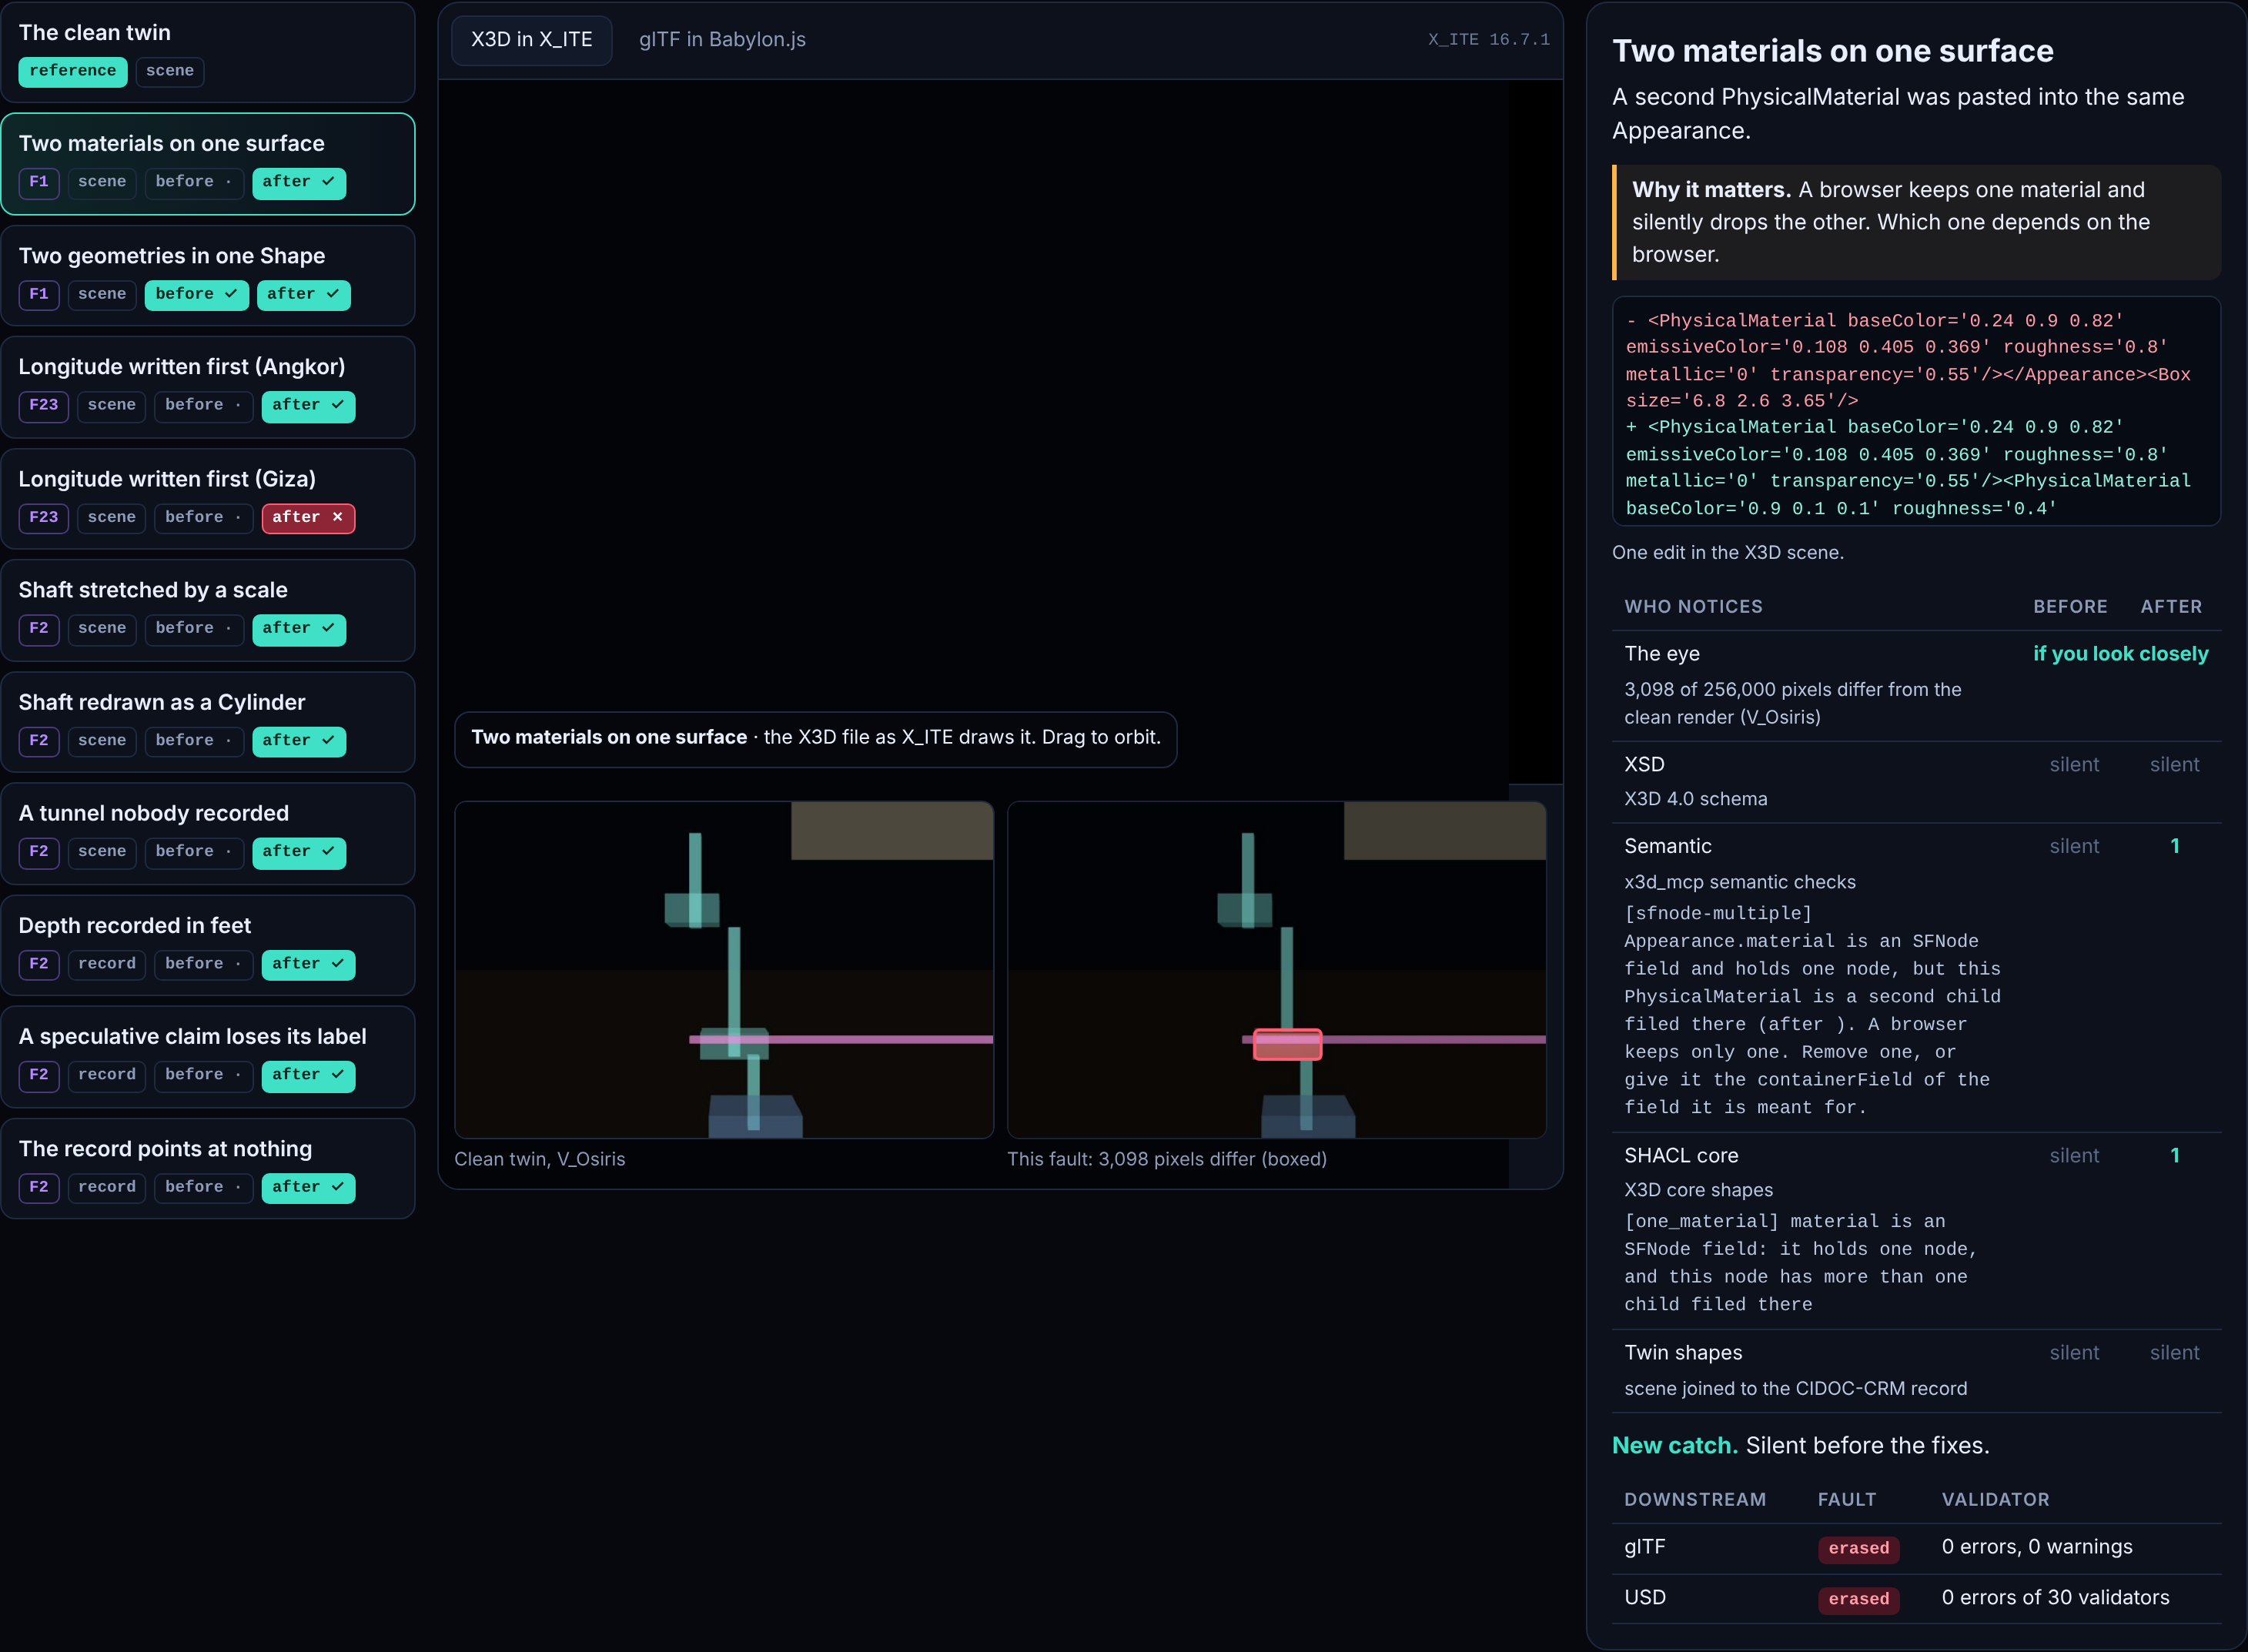 The clean twin
reference scene
Two materials on one surface
F1 scene before · after ✓
Two geometries in one Shape
F1 scene before ✓ after ✓
Longitude written first (Angkor)
F23 scene before · after ✓
Longitude written first (Giza)
F23 scene before · after ×
Shaft stretched by a scale
F2 scene before · after ✓
Shaft redrawn as a Cylinder
F2 scene before · after ✓
A tunnel nobody recorded
F2 scene before · after ✓
Depth recorded in feet
F2 record before · after ✓
A speculative claim loses its label
F2 record before · after ✓
The record points at nothing
F2 record before · after ✓
X3D in X_ITE glTF in Babylon.js X_ITE 16.7.1
Two materials on one surface · the X3D file as X_ITE draws it. Drag to orbit.
Clean twin, V_Osiris
This fault: 3,098 pixels differ (boxed)
Two materials on one surface
A second PhysicalMaterial was pasted into the same
Appearance.
Why it matters. A browser keeps one material and
silently drops the other. Which one depends on the
browser.
- <PhysicalMaterial baseColor='0.24 0.9 0.82'
emissiveColor='0.108 0.405 0.369' roughness='0.8'
metallic='0' transparency='0.55'/></Appearance><Box
size='6.8 2.6 3.65'/>
+ <PhysicalMaterial baseColor='0.24 0.9 0.82'
emissiveColor='0.108 0.405 0.369' roughness='0.8'
metallic='0' transparency='0.55'/><PhysicalMaterial
baseColor='0.9 0.1 0.1' roughness='0.4'
One edit in the X3D scene.
WHO NOTICES BEFORE AFTER
The eye if you look closely
3,098 of 256,000 pixels differ from the
clean render (V_Osiris)
XSD silent silent
X3D 4.0 schema
Semantic silent 1
x3d_mcp semantic checks
[sfnode-multiple]
Appearance.material is an SFNode
field and holds one node, but this
PhysicalMaterial is a second child
filed there (after ). A browser
keeps only one. Remove one, or
give it the containerField of the
field it is meant for.
SHACL core silent 1
X3D core shapes
[one_material] material is an
SFNode field: it holds one node,
and this node has more than one
child filed there
Twin shapes silent silent
scene joined to the CIDOC-CRM record
New catch. Silent before the fixes.
DOWNSTREAM FAULT VALIDATOR
glTF erased 0 errors, 0 warnings
USD erased 0 errors of 30 validators